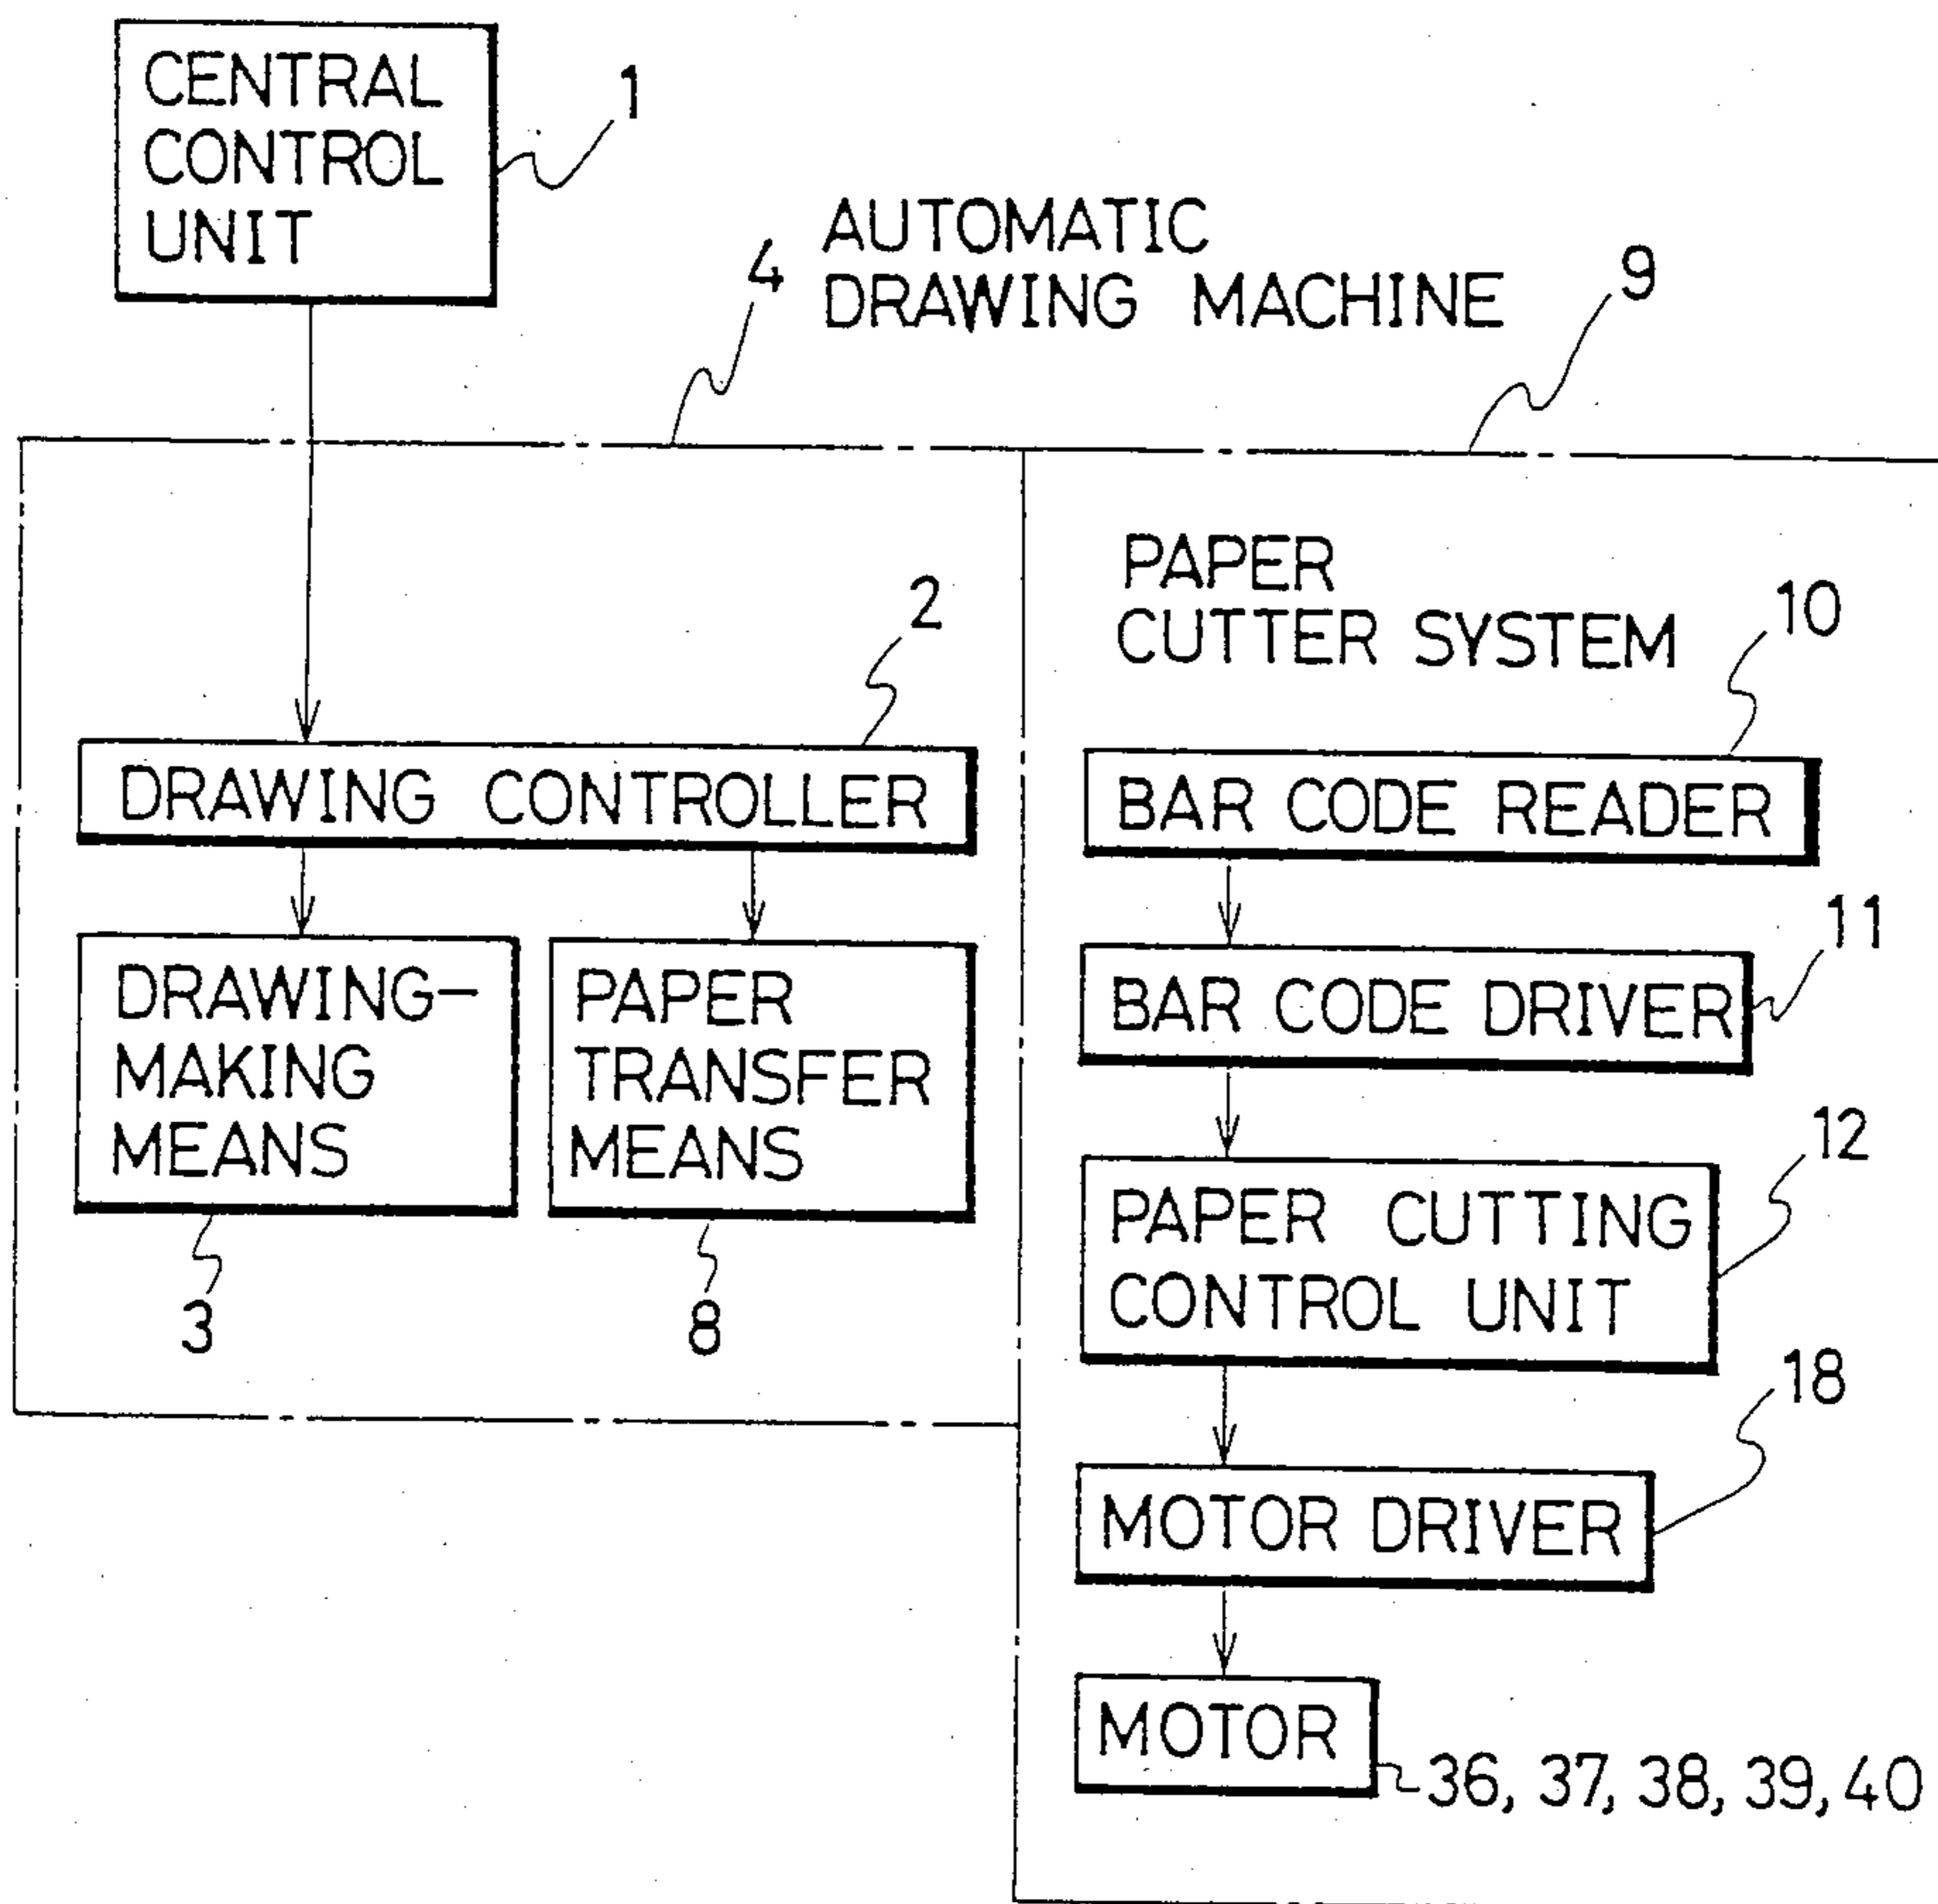 CENTRAL
CONTROL
UNIT
1
4
AUTOMATIC
DRAWING MACHINE
9
2
DRAWING CONTROLLER
DRAWING-
MAKING
MEANS
3
PAPER
TRANSFER
MEANS
8
PAPER
CUTTER SYSTEM
10
BAR CODE READER
11
BAR CODE DRIVER
12
PAPER CUTTING
CONTROL UNIT
18
MOTOR DRIVER
MOTOR
36, 37, 38, 39, 40